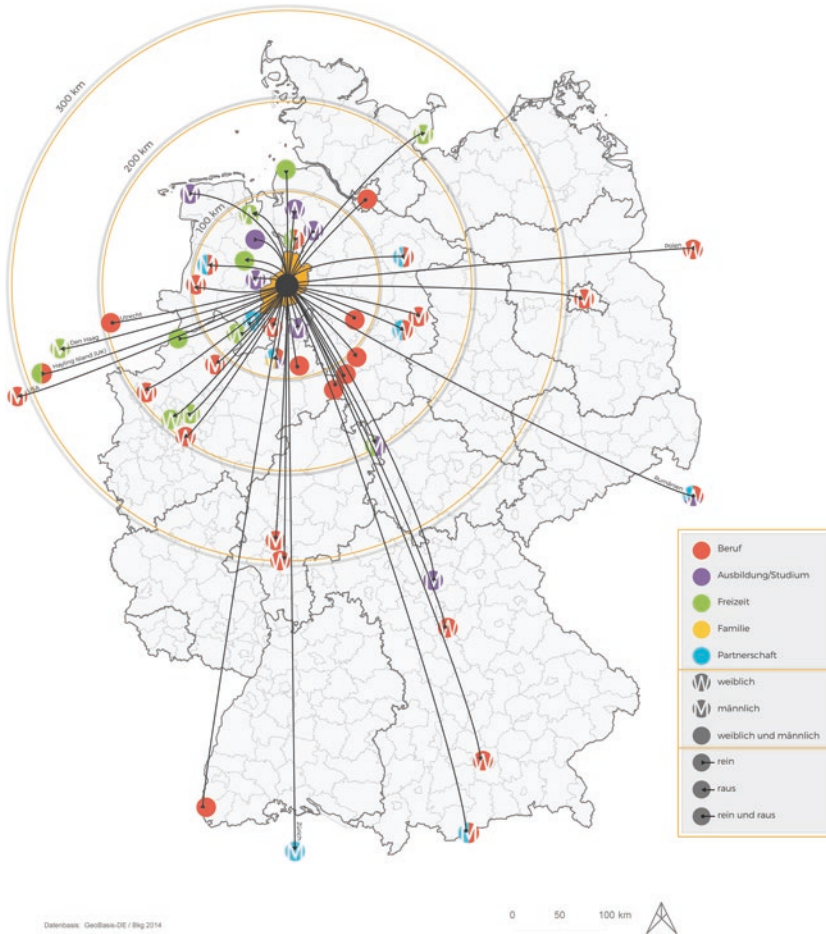 300 km
200 km
100 km
Polen
Utrecht
Den Haag
Hayling Island (UK)
USA
Rumänien
Zürich
Beruf
Ausbildung/Studium
Freizeit
Familie
Partnerschaft
W weiblich
M männlich
weiblich und männlich
rein
raus
rein und raus
Datenbasis: GeoBasis-DE / Bkg 2014
0 50 100 km